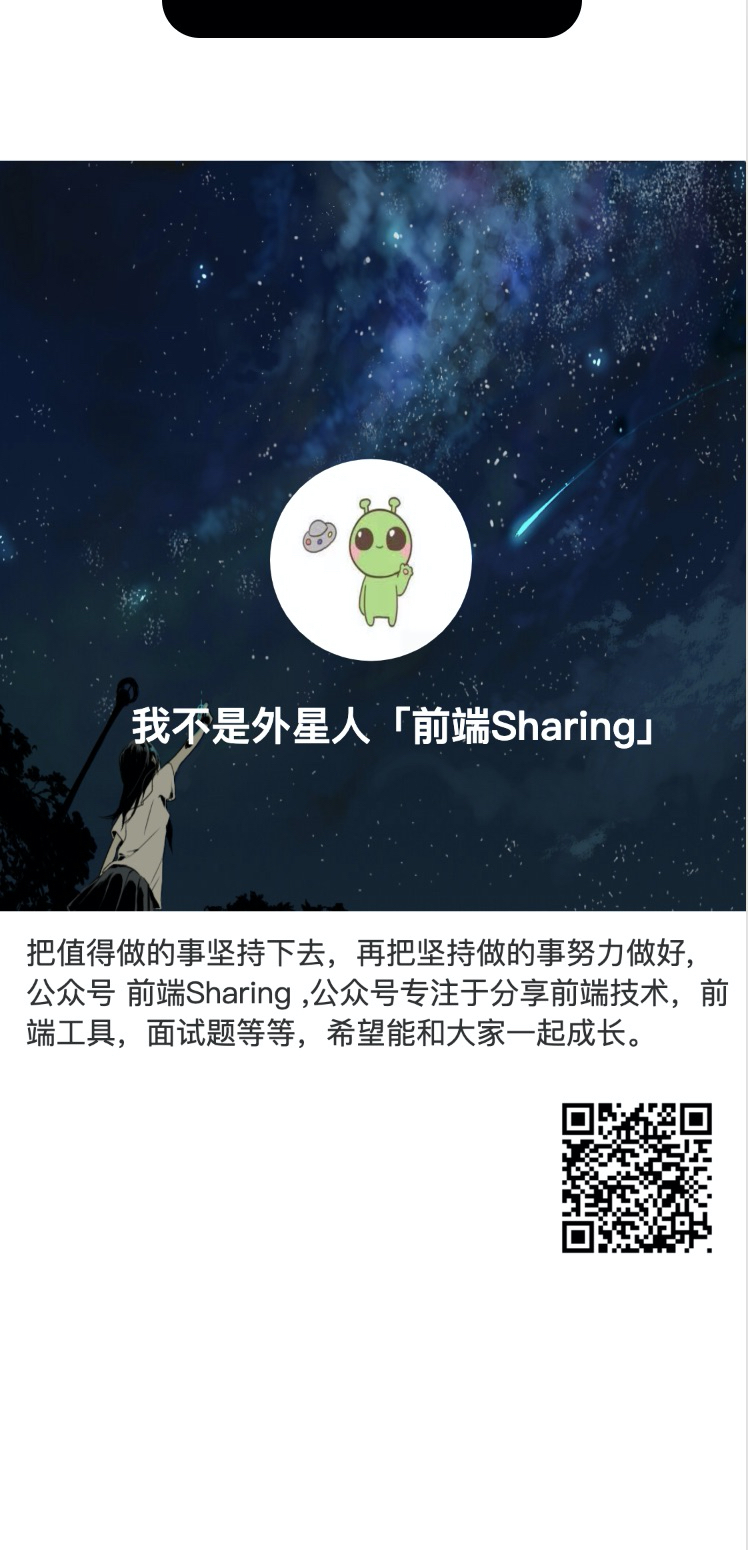 我不是外星人「前端Sharing」
把值得做的事坚持下去，再把坚持做的事努力做好，
公众号 前端Sharing ,公众号专注于分享前端技术，前
端工具，面试题等等，希望能和大家一起成长。